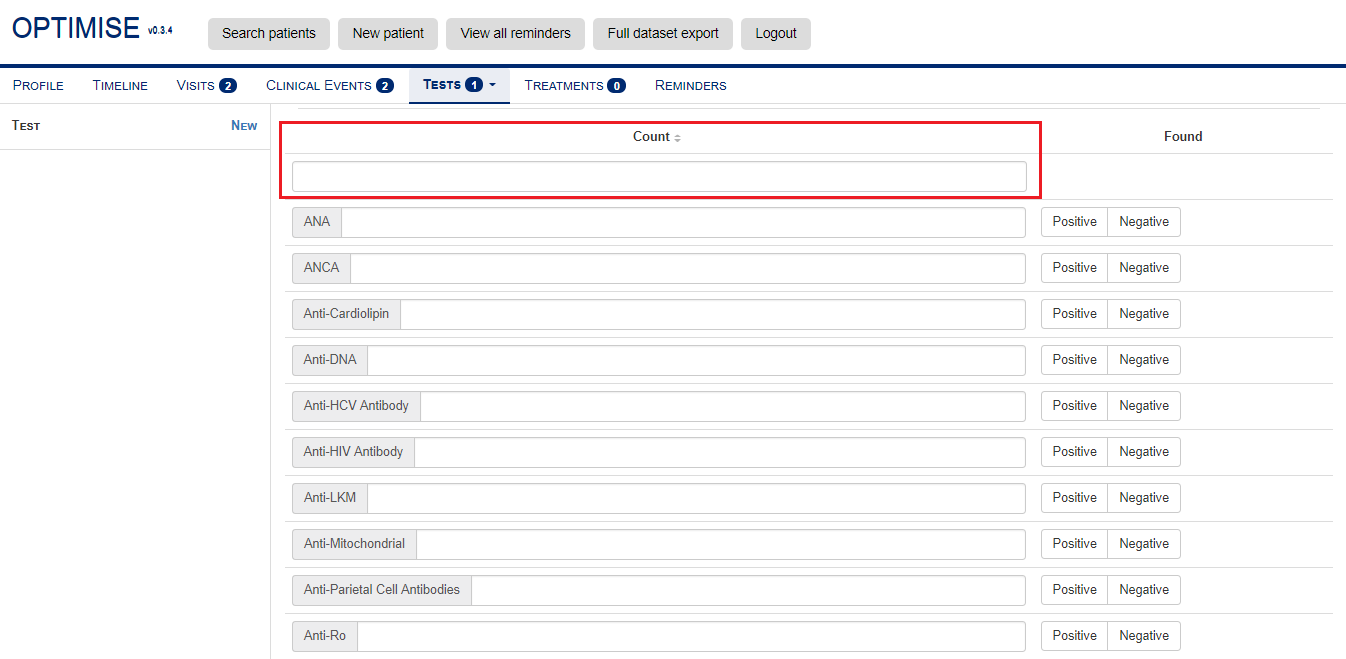 OPTIMISE v0.3.4 Search patients New patient View all reminders Full dataset export Logout
PROFILE TIMELINE VISITS 2 CLINICAL EVENTS 2 TESTS 1 TREATMENTS 0 REMINDERS
TEST NEW
Count Found
ANA Positive Negative
ANCA Positive Negative
Anti-Cardiolipin Positive Negative
Anti-DNA Positive Negative
Anti-HCV Antibody Positive Negative
Anti-HIV Antibody Positive Negative
Anti-LKM Positive Negative
Anti-Mitochondrial Positive Negative
Anti-Parietal Cell Antibodies Positive Negative
Anti-Ro Positive Negative